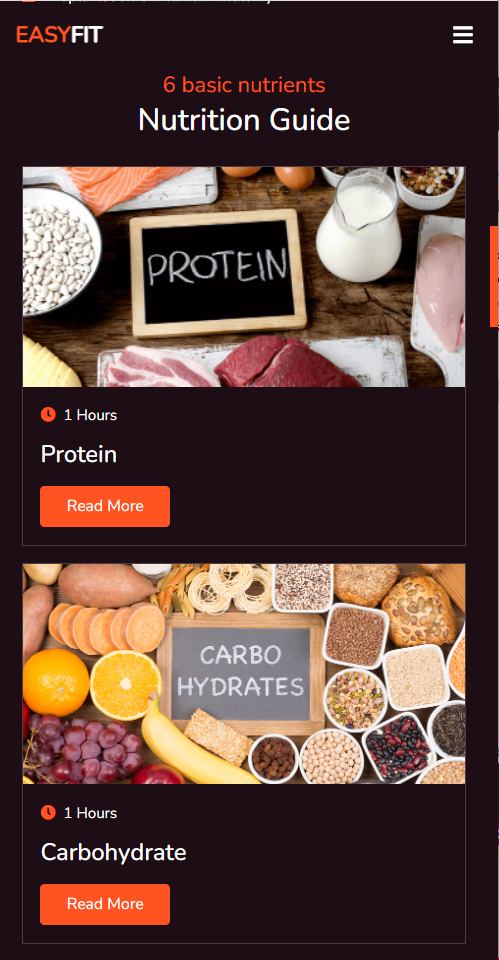 EASYFIT
6 basic nutrients
Nutrition Guide
PROTEIN
1 Hours
Protein
Read More
CARBO
HYDRATES
1 Hours
Carbohydrate
Read More